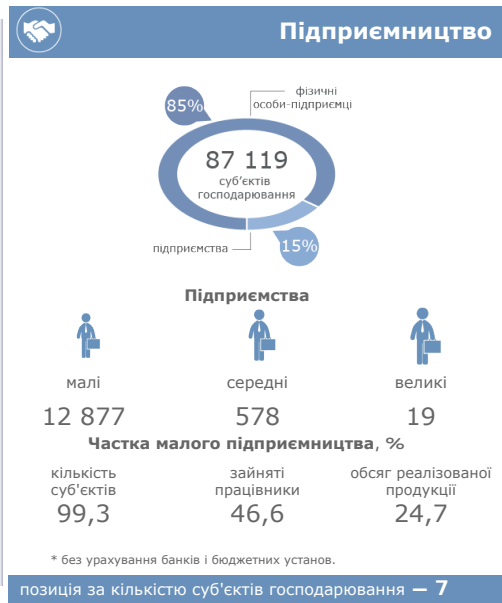 Підприємництво
фізичні
особи-підприємці
85%
87 119
суб’єктів
господарювання
підприємства
15%
Підприємства
малі середні великі
12 877 578 19
Частка малого підприємництва, %
кількість зайняті обсяг реалізованої
суб'єктів працівники продукції
99,3 46,6 24,7
* без урахування банків і бюджетних установ.
позиція за кількістю суб'єктів господарювання — 7